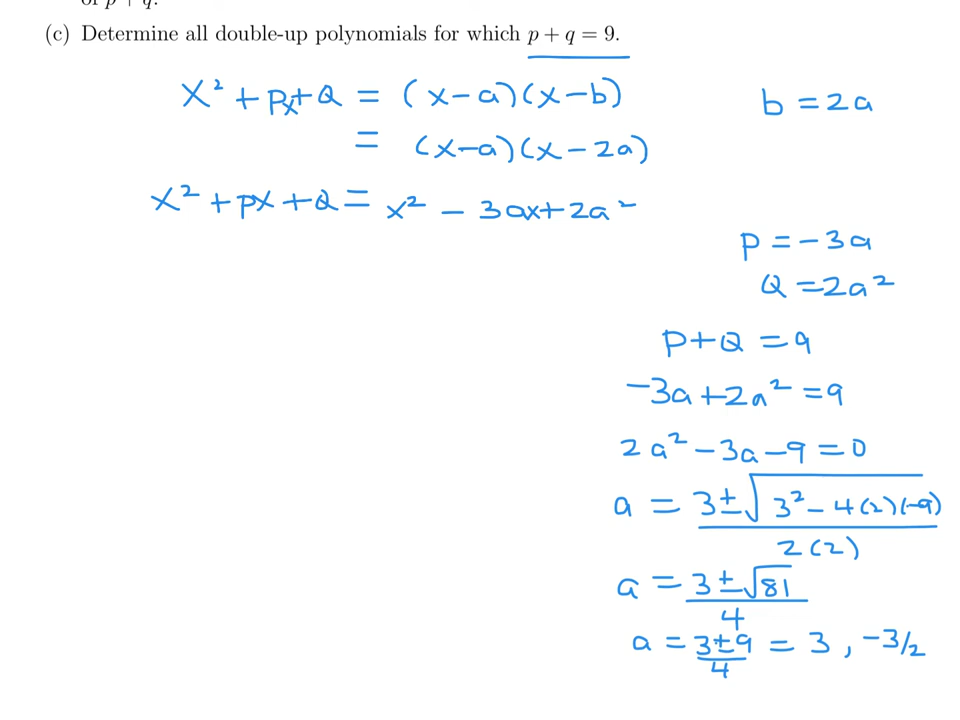 (c) Determine all double-up polynomials for which p + q = 9.
x² + px + Q = (x-a)(x-b)
b = 2a
= (x-a)(x-2a)
x² + px + Q = x² - 3ax + 2a²
p = -3a
Q = 2a²
p+Q = 9
-3a + 2a² = 9
2a² - 3a - 9 = 0
a = (3 ± √(3² - 4(2)(-9))) / 2(2)
a = (3 ± √81) / 4
a = (3 ± 9) / 4 = 3, -3/2